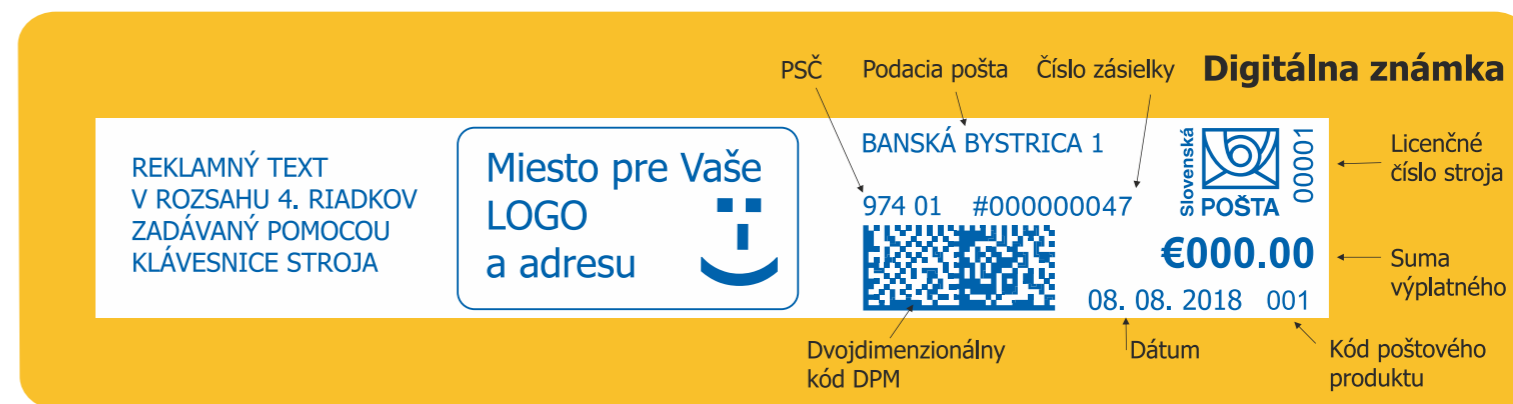 PSČ
Podacia pošta
Číslo zásielky
Digitálna známka
REKLAMNÝ TEXT
V ROZSAHU 4. RIADKOV
ZADÁVANÝ POMOCOU
KLÁVESNICE STROJA
Miesto pre Vaše
LOGO
a adresu
BANSKÁ BYSTRICA 1
974 01 #000000047
Slovenská
POŠTA
00001
€000.00
08. 08. 2018 001
Licenčné
číslo stroja
Suma
výplatného
Dvojdimenzionálny
kód DPM
Dátum
Kód poštového
produktu